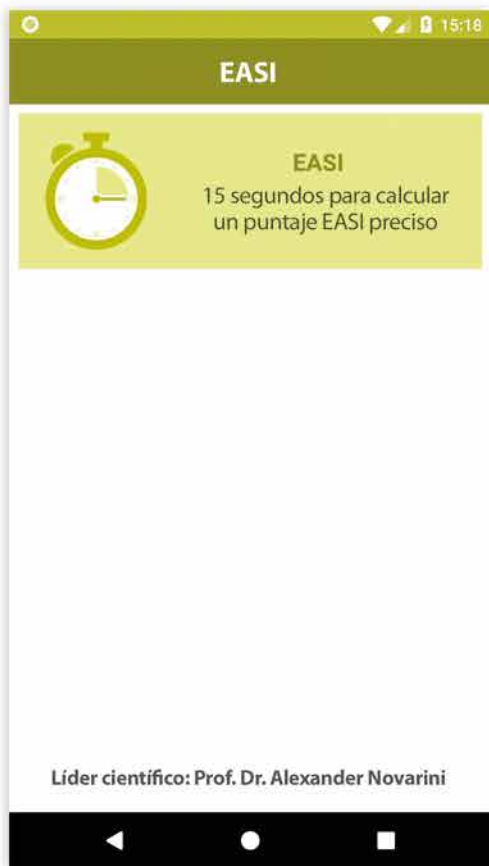 15:18
EASI
EASI
15 segundos para calcular
un puntaje EASI preciso
Líder científico: Prof. Dr. Alexander Novarini